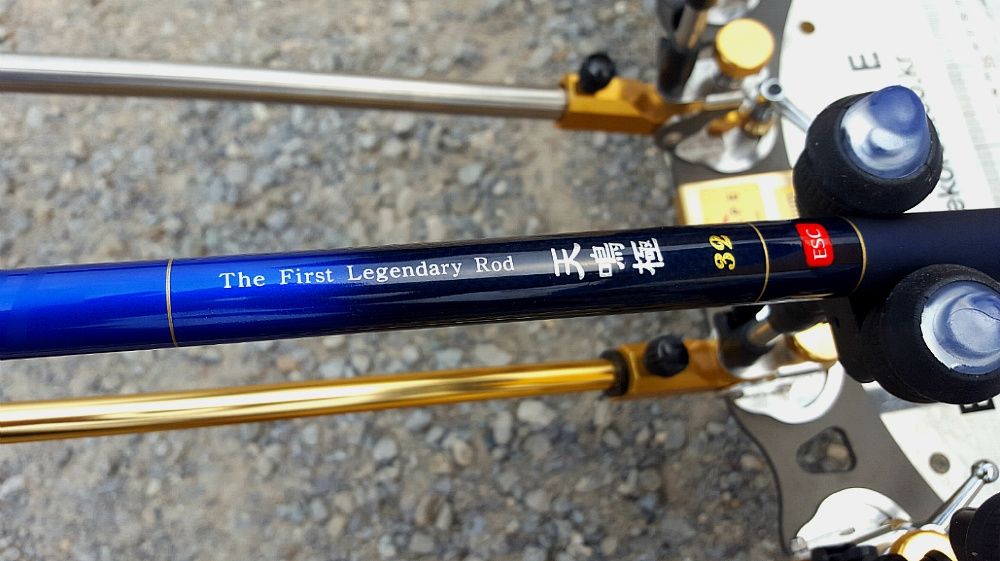 The First Legendary Rod
天鳴極
32
ESC
E